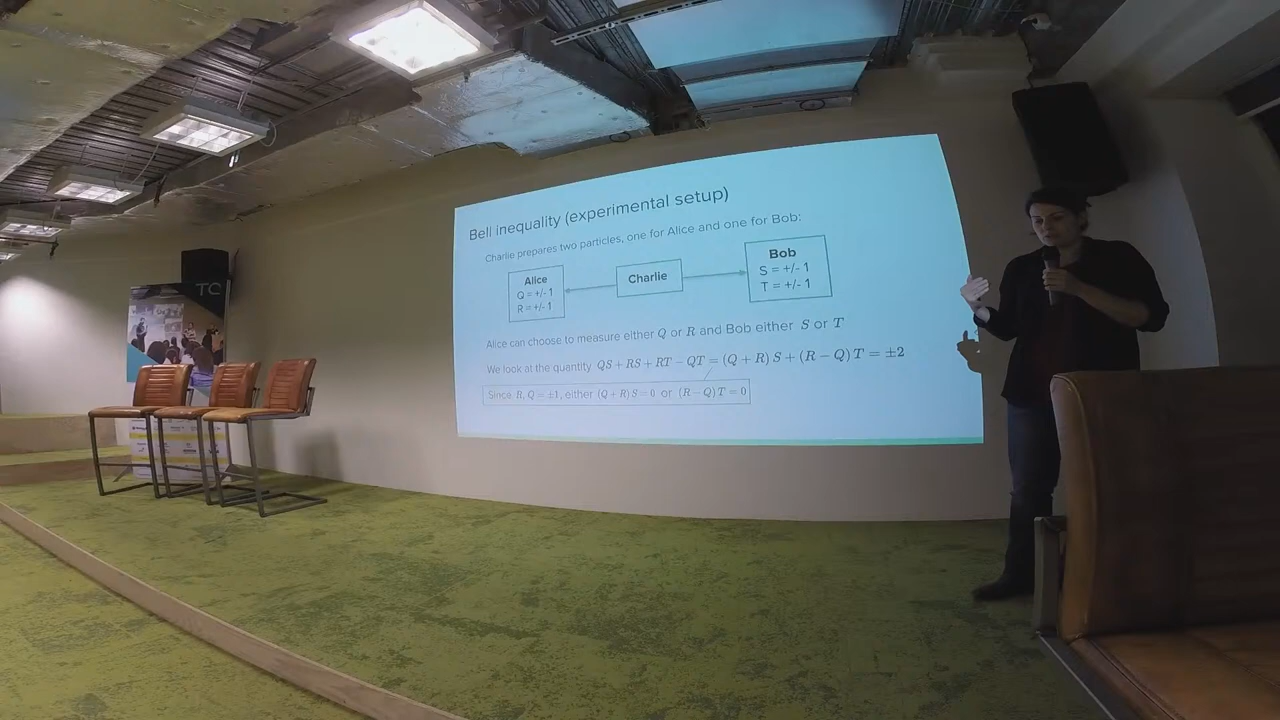 TC
Bell inequality (experimental setup)
Charlie prepares two particles, one for Alice and one for Bob:
Alice
Q = +/- 1
R = +/- 1
Charlie
Bob
S = +/- 1
T = +/- 1
Alice can choose to measure either Q or R and Bob either S or T
We look at the quantity QS + RS + RT − QT = (Q + R) S + (R − Q) T = ±2
Since R, Q = ±1, either (Q + R) S = 0 or (R − Q) T = 0